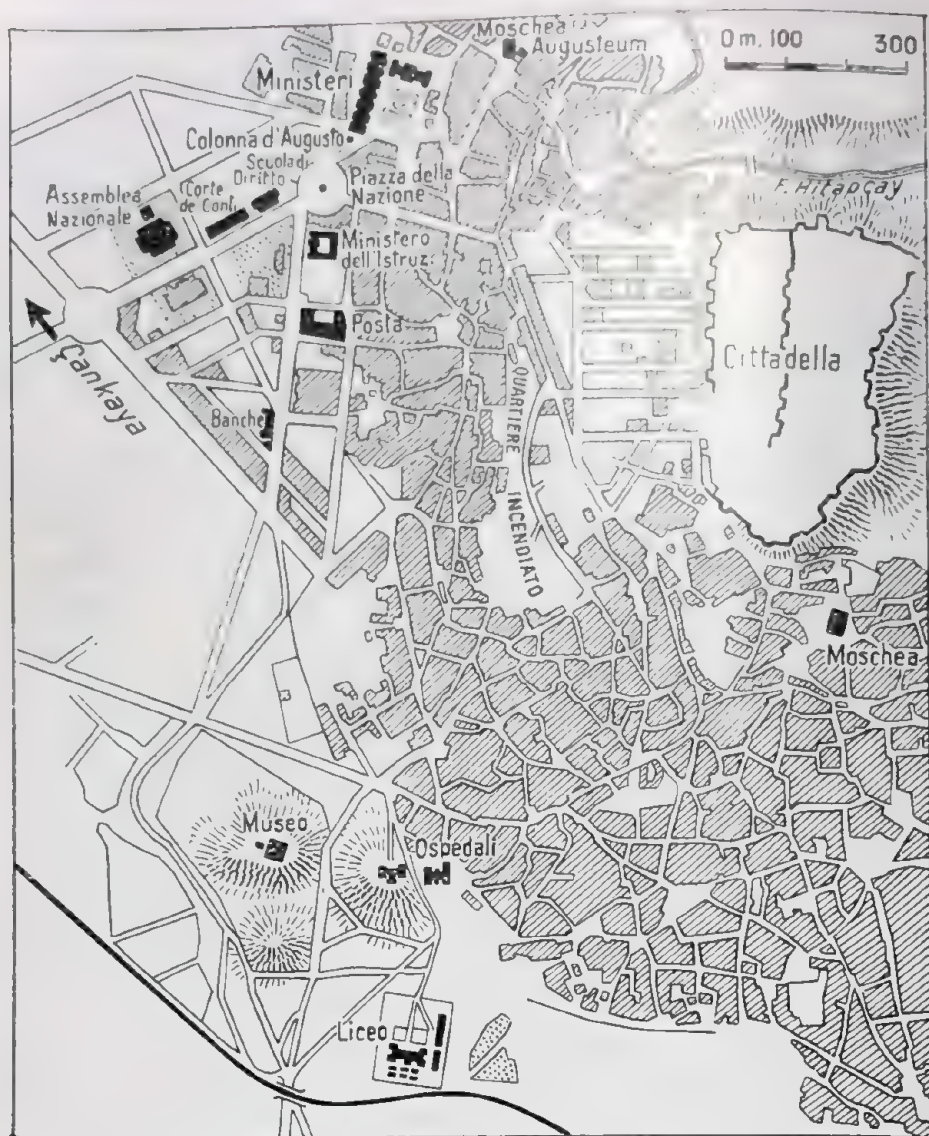 Moschea
Augusteum
0 m. 100 300
Ministeri
Colonna d'Augusto
Scuola di
Diritto
Piazza della
Nazione
Assemblea
Nazionale
Corte
de Conti
F. Hitapçay
Ministero
dell'Istruz.
Posta
Cittadella
Çankaya
Banche
QUARTIERE
INCENDIATO
Moschea
Museo
Ospedali
Liceo